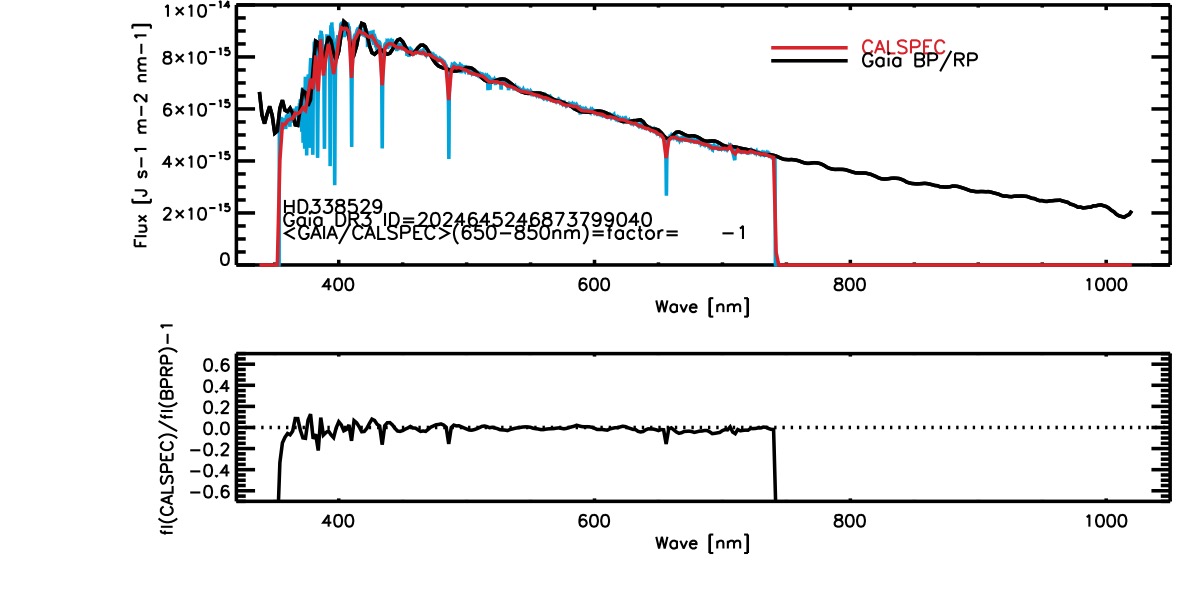 1×10−14
8×10−15
6×10−15
4×10−15
2×10−15
0
Flux [J s−1 m−2 nm−1]
CALSPEC
Gaia BP/RP
HD338529
Gaia DR3 ID=2024645246873799040
<GAIA/CALSPEC>(650−850nm)=factor= −1
400 600 800 1000
Wave [nm]
fl(CALSPEC)/fl(BPRP)−1
0.6
0.4
0.2
0.0
−0.2
−0.4
−0.6
400 600 800 1000
Wave [nm]